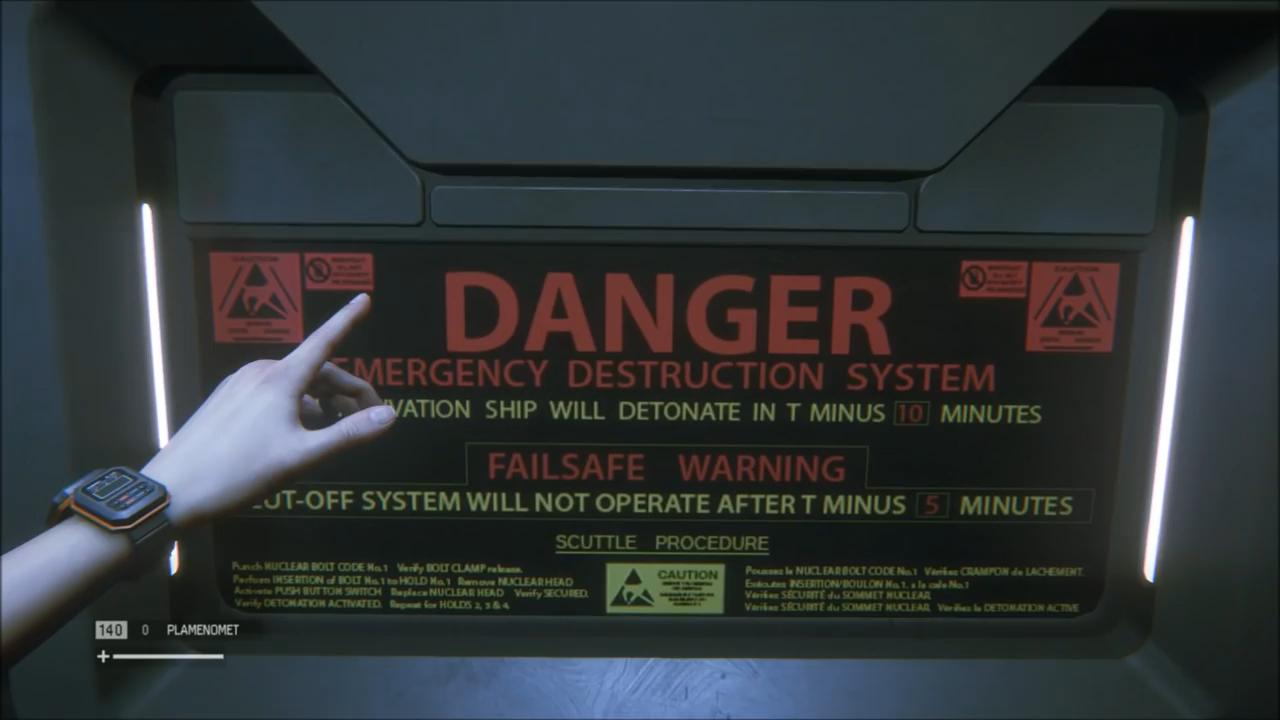 CAUTION
CAUTION
DANGER
EMERGENCY DESTRUCTION SYSTEM
SHIP WILL DETONATE IN T MINUS 10 MINUTES
FAILSAFE WARNING
CUT-OFF SYSTEM WILL NOT OPERATE AFTER T MINUS 5 MINUTES
SCUTTLE PROCEDURE
Punch NUCLEAR BOLT CODE No.1 Verify BOLT CLAMP release.
Perform INSERTION of BOLT No.1 to HOLD No.1 Remove NUCLEAR HEAD
Activate PUSH BUTTON SWITCH Replace NUCLEAR HEAD Verify SECURED.
Verify DETONATION ACTIVATED. Repeat for HOLDS 2, 3 & 4.
CAUTION
Poussez le NUCLEAR BOLT CODE No.1 Vérifiez CRAMPON de LACHEMENT.
Exécutez INSERTION/BOULON No.1, a la cale No.1
Vérifiez SÉCURITÉ du SOMMET NUCLEAR
Vérifiez SÉCURITÉ du SOMMET NUCLEAR. Vérifiez la DETONATION ACTIVE
140 0 PLAMENOMET